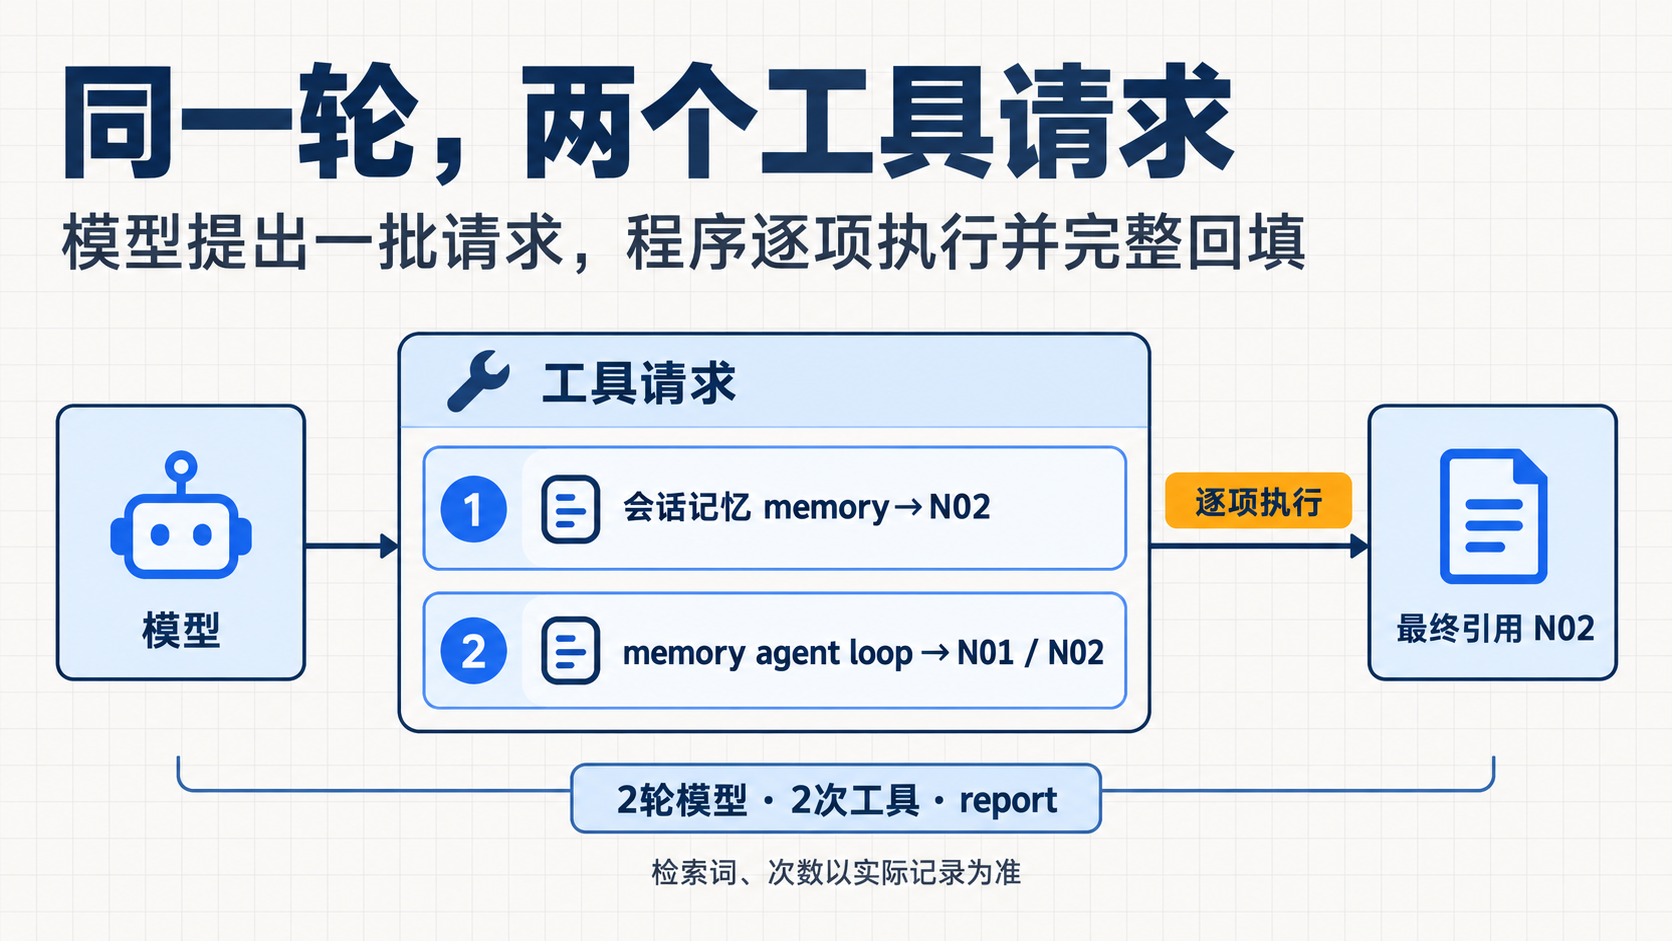 同一轮，两个工具请求
模型提出一批请求，程序逐项执行并完整回填
工具请求
模型
1
会话记忆 memory→N02
2
memory agent loop→N01 / N02
逐项执行
最终引用 N02
2轮模型·2次工具·report
检索词、次数以实际记录为准